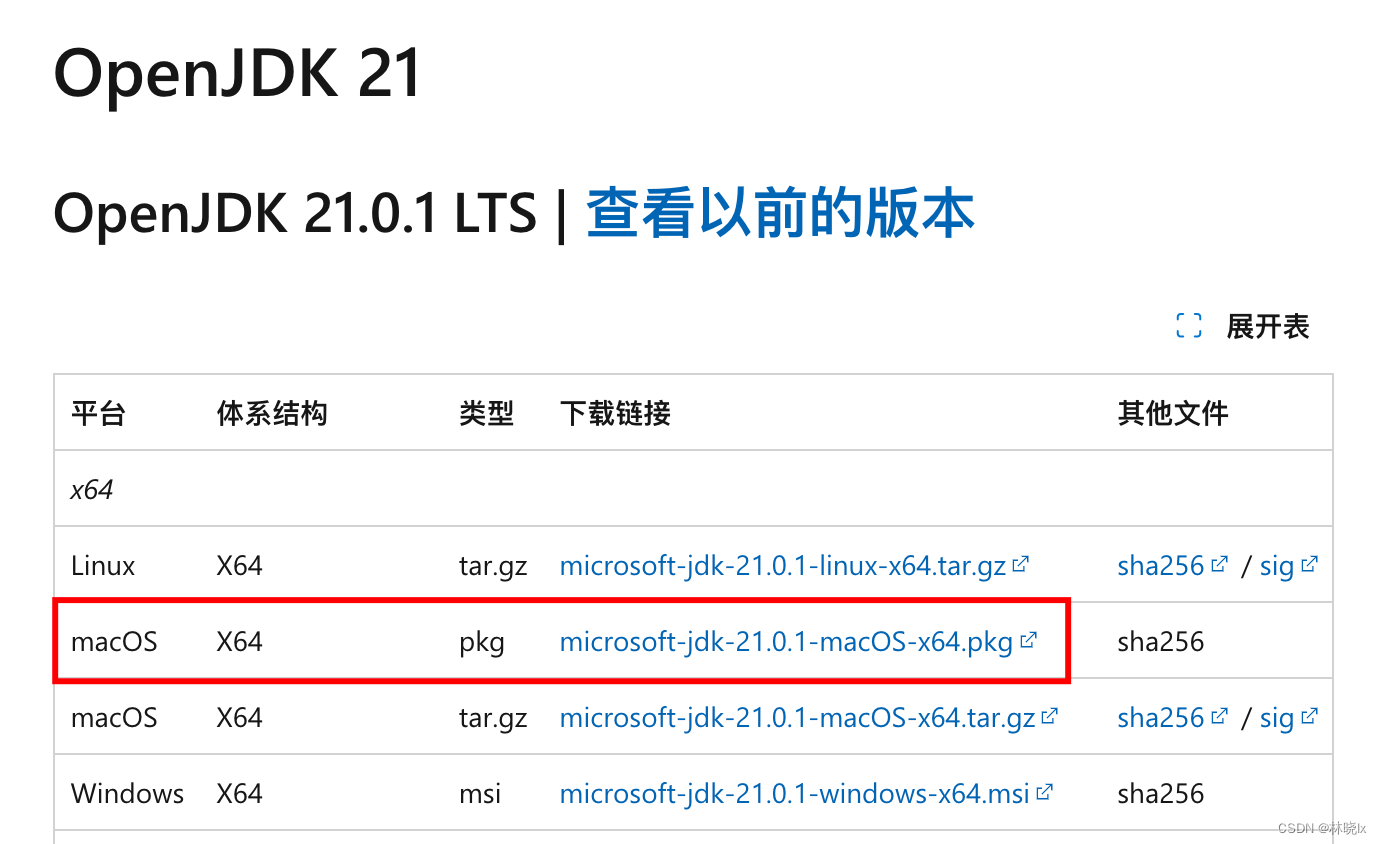 OpenJDK 21
OpenJDK 21.0.1 LTS | 查看以前的版本
展开表
平台 体系结构 类型 下载链接 其他文件
x64
Linux X64 tar.gz microsoft-jdk-21.0.1-linux-x64.tar.gz sha256 / sig
macOS X64 pkg microsoft-jdk-21.0.1-macOS-x64.pkg sha256
macOS X64 tar.gz microsoft-jdk-21.0.1-macOS-x64.tar.gz sha256 / sig
Windows X64 msi microsoft-jdk-21.0.1-windows-x64.msi sha256
CSDN @林晓lx